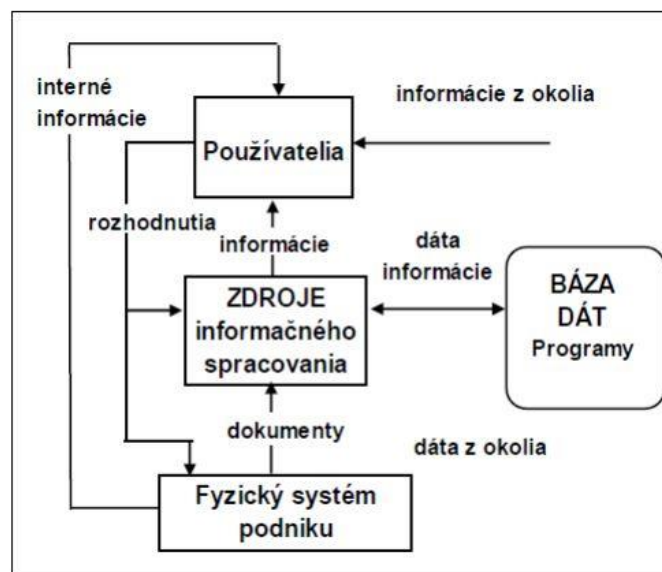 interné
informácie
informácie z okolia
Používatelia
rozhodnutia
informácie
dáta
informácie
ZDROJE
informačného
spracovania
BÁZA
DÁT
Programy
dokumenty
dáta z okolia
Fyzický systém
podniku